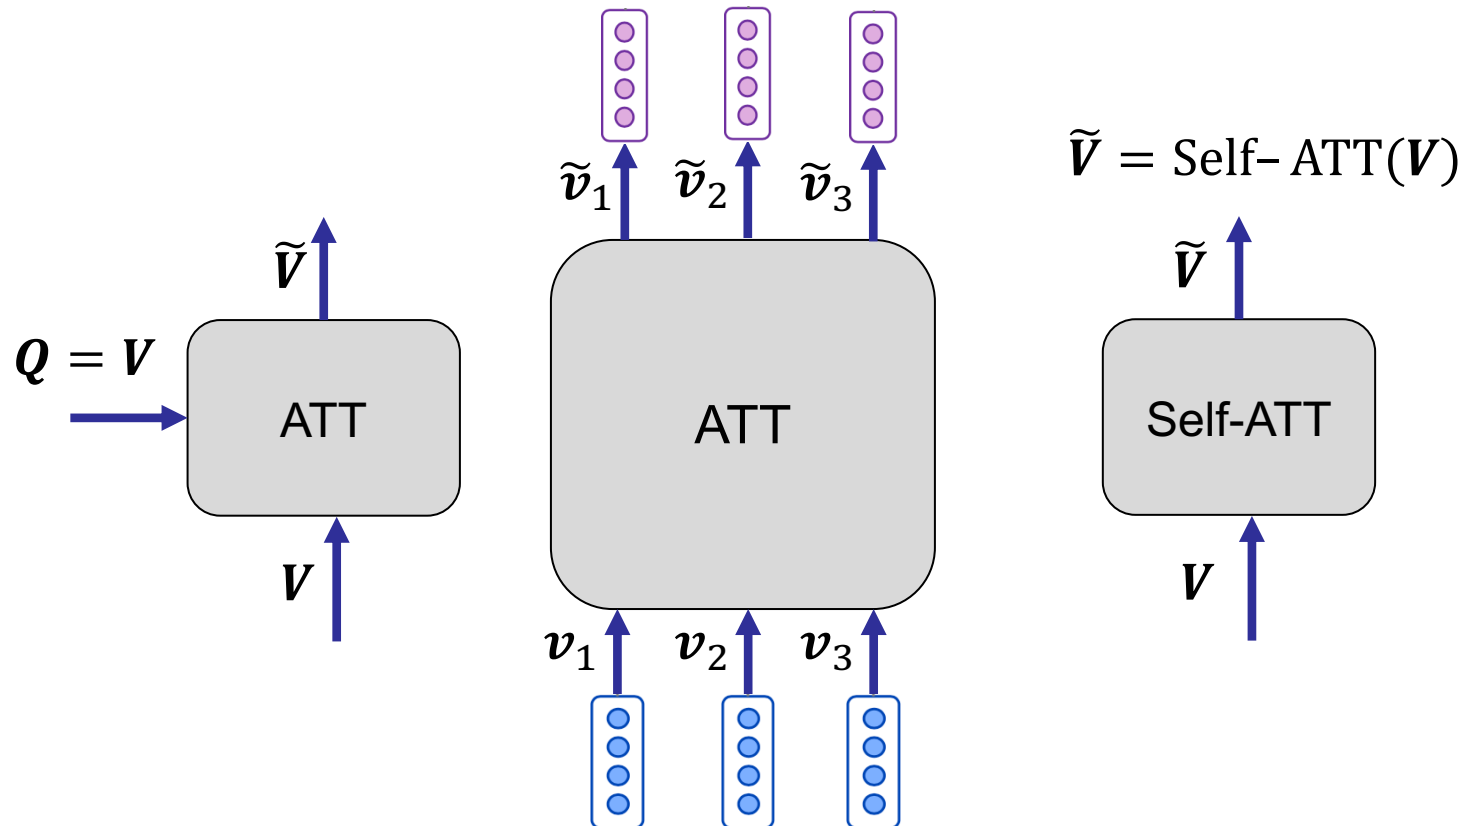 ṽ₁ ṽ₂ ṽ₃
Ṽ = Self– ATT(V)
Ṽ
Ṽ
Q = V
ATT
ATT
Self-ATT
V
v₁ v₂ v₃
V